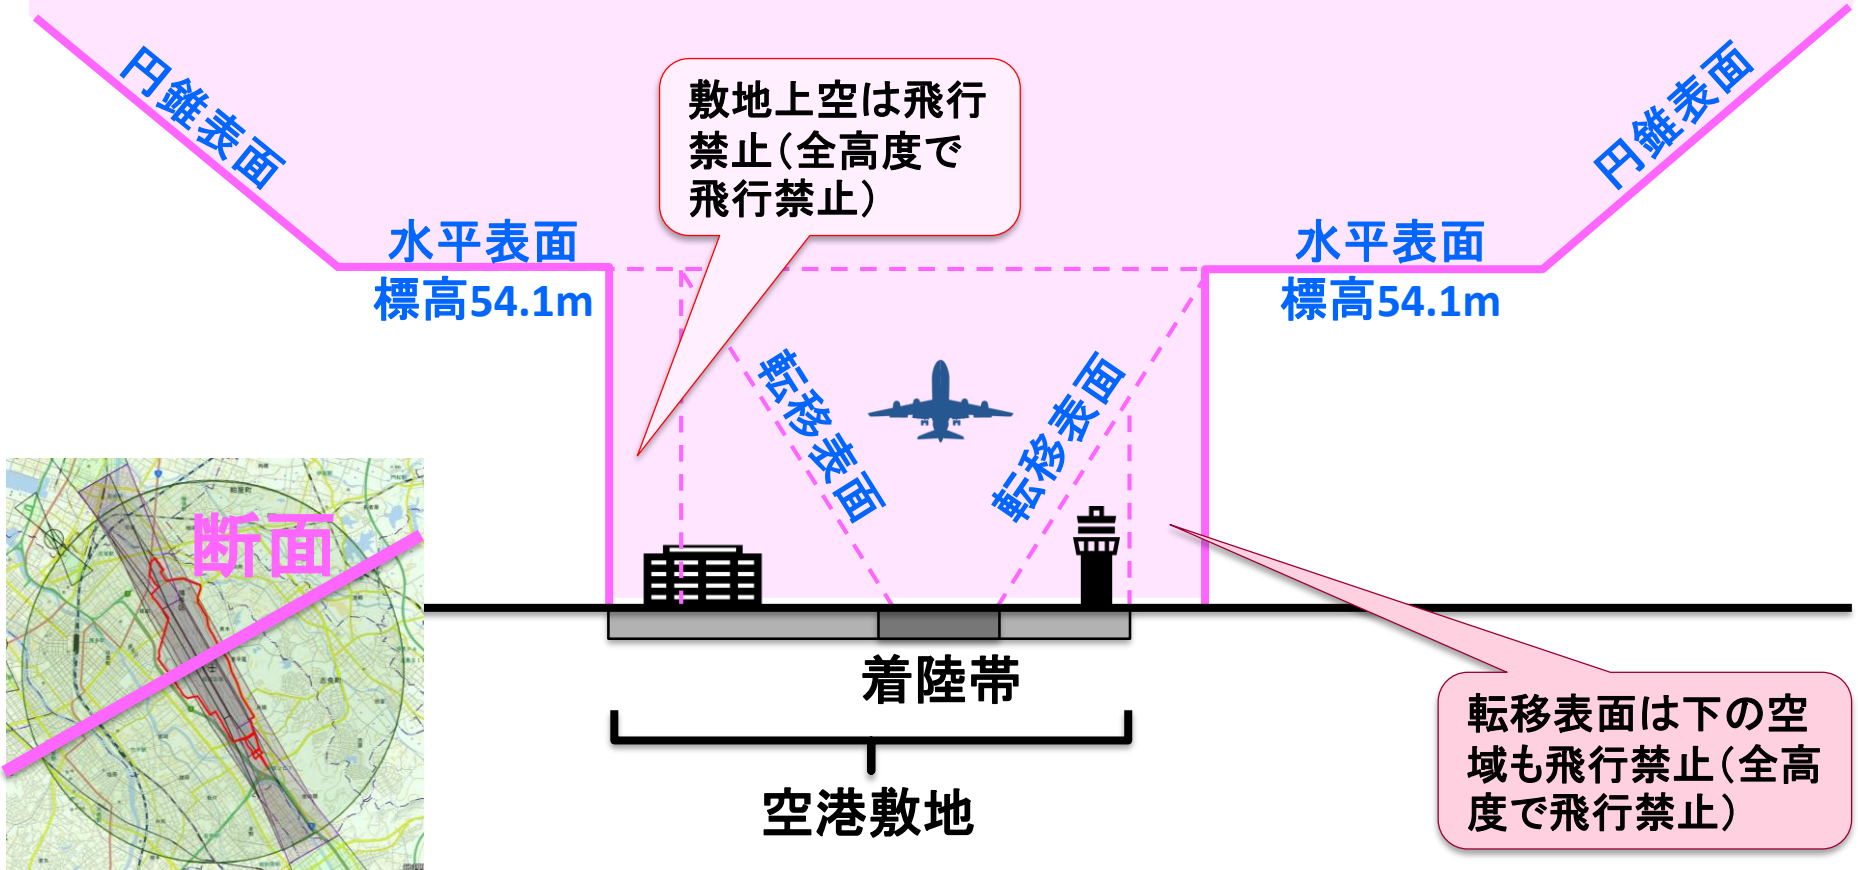 円錐表面
円錐表面
敷地上空は飛行
禁止(全高度で
飛行禁止)
水平表面
標高54.1m
水平表面
標高54.1m
転移表面
転移表面
断面
着陸帯
空港敷地
転移表面は下の空
域も飛行禁止(全高
度で飛行禁止)